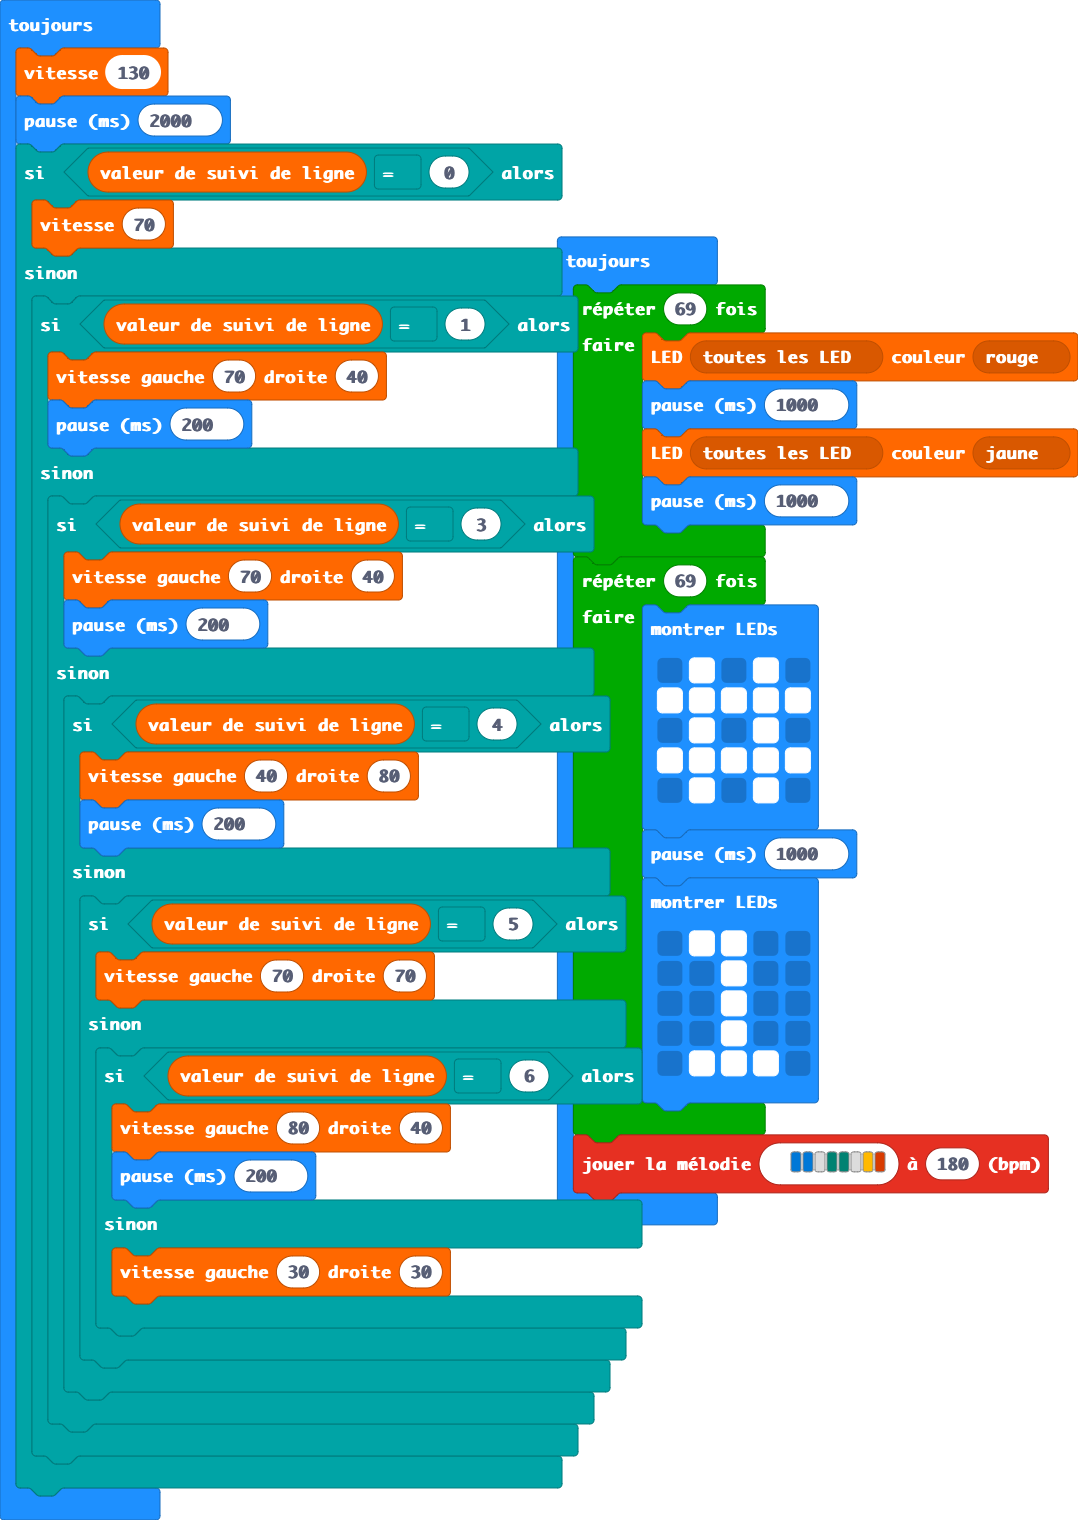 toujours
vitesse 130
pause (ms) 2000
si valeur de suivi de ligne = 0 alors
vitesse 70
sinon
si valeur de suivi de ligne = 1 alors
vitesse gauche 70 droite 40
pause (ms) 200
sinon
si valeur de suivi de ligne = 3 alors
vitesse gauche 70 droite 40
pause (ms) 200
sinon
si valeur de suivi de ligne = 4 alors
vitesse gauche 40 droite 80
pause (ms) 200
sinon
si valeur de suivi de ligne = 5 alors
vitesse gauche 70 droite 70
sinon
si valeur de suivi de ligne = 6 alors
vitesse gauche 80 droite 40
pause (ms) 200
sinon
vitesse gauche 30 droite 30
toujours
répéter 69 fois
faire
LED toutes les LED couleur rouge
pause (ms) 1000
LED toutes les LED couleur jaune
pause (ms) 1000
répéter 69 fois
faire
montrer LEDs
pause (ms) 1000
montrer LEDs
jouer la mélodie à 180 (bpm)